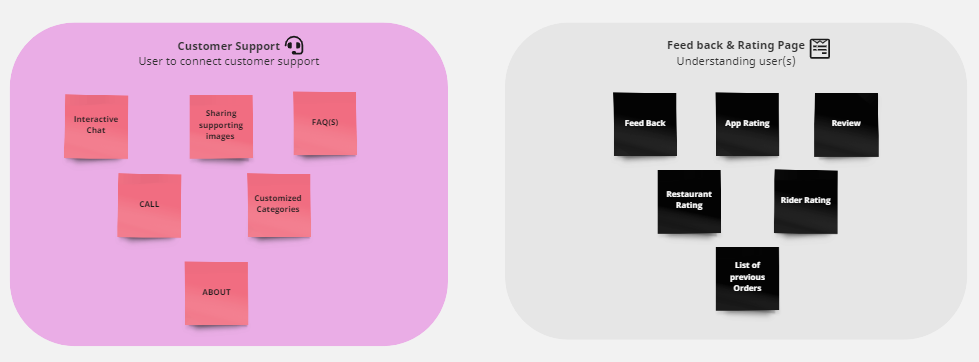 Customer Support
User to connect customer support
Interactive
Chat
Sharing
supporting
images
FAQ(S)
CALL
Customized
Categories
ABOUT
Feed back & Rating Page
Understanding user(s)
Feed Back
App Rating
Review
Restaurant
Rating
Rider Rating
List of
previous
Orders